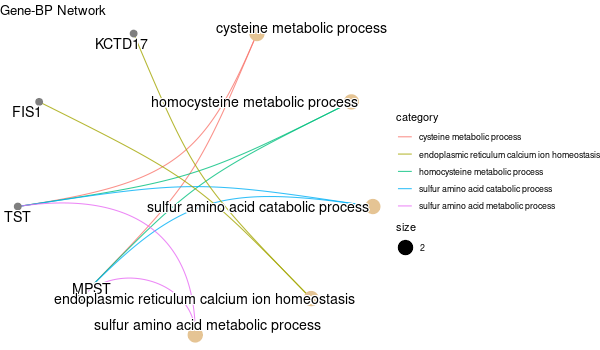 Gene-BP Network
cysteine metabolic process
KCTD17
homocysteine metabolic process
FIS1
category
cysteine metabolic process
endoplasmic reticulum calcium ion homeostasis
homocysteine metabolic process
sulfur amino acid catabolic process
sulfur amino acid metabolic process
size
2
sulfur amino acid catabolic process
TST
MPST
endoplasmic reticulum calcium ion homeostasis
sulfur amino acid metabolic process